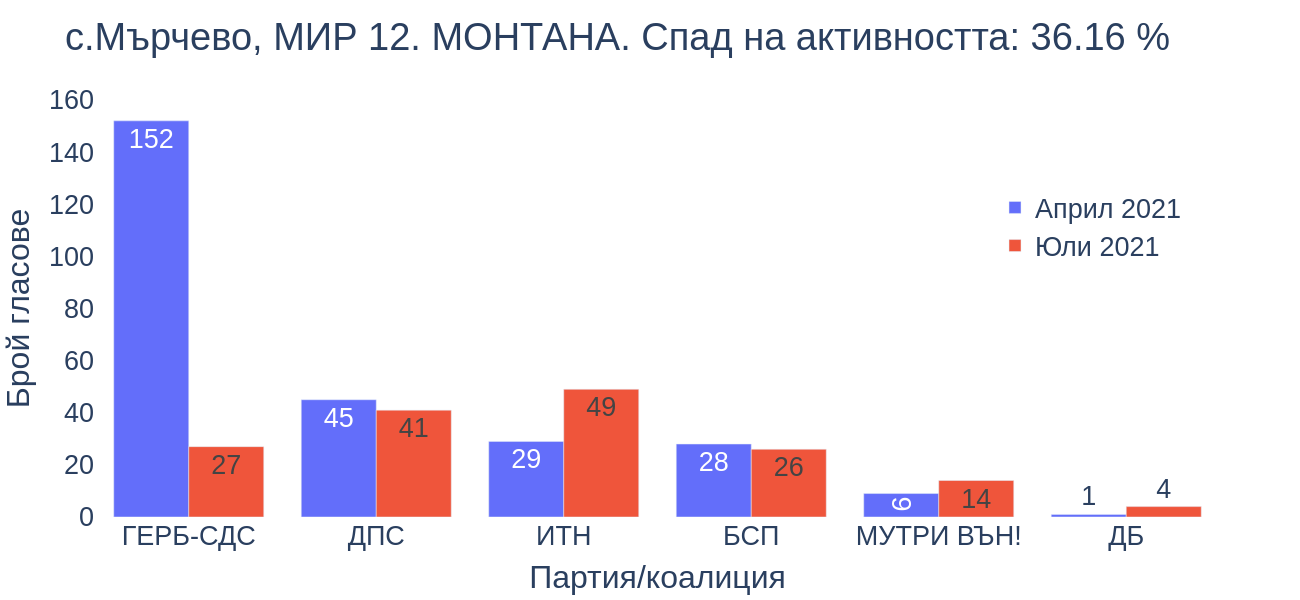 с.Мърчево, МИР 12. МОНТАНА. Спад на активността: 36.16 %
160
140
120
100
80
60
40
20
0
Брой гласове
152
27
45
41
29
49
28
26
9
14
1
4
Април 2021
Юли 2021
ГЕРБ-СДС
ДПС
ИТН
БСП
МУТРИ ВЪН!
ДБ
Партия/коалиция